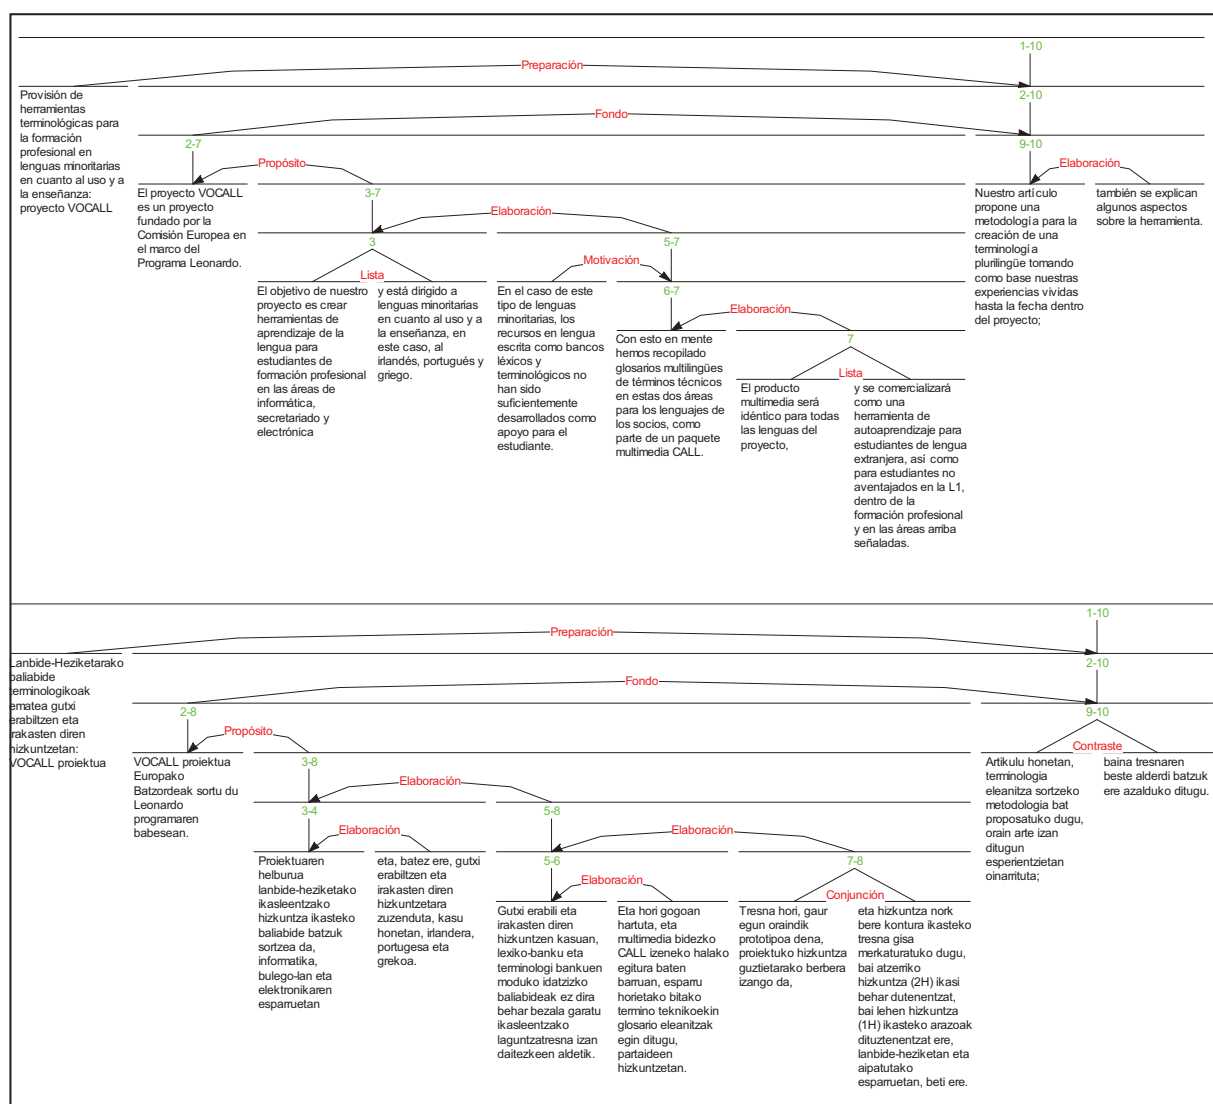 1-10
Preparación
Provisión de
herramientas
terminológicas para
la formación
profesional en
lenguas minoritarias
en cuanto al uso y a
la enseñanza:
proyecto VOCALL
2-10
Fondo
2-7
9-10
Propósito
Elaboración
El proyecto VOCALL
es un proyecto
fundado por la
Comisión Europea en
el marco del
Programa Leonardo.
3-7
Nuestro artículo
propone una
metodología para la
creación de una
terminología
plurilingüe tomando
como base nuestras
experiencias vividas
hasta la fecha dentro
del proyecto;
también se explican
algunos aspectos
sobre la herramienta.
Elaboración
3
5-7
Lista
Motivación
El objetivo de nuestro
proyecto es crear
herramientas de
aprendizaje de la
lengua para
estudiantes de
formación profesional
en las áreas de
informática,
secretariado y
electrónica
y está dirigido a
lenguas minoritarias
en cuanto al uso y a
la enseñanza, en
este caso, al
irlandés, portugués y
griego.
En el caso de este
tipo de lenguas
minoritarias, los
recursos en lengua
escrita como bancos
léxicos y
terminológicos no
han sido
suficientemente
desarrollados como
apoyo para el
estudiante.
6-7
Elaboración
Con esto en mente
hemos recopilado
glosarios multilingües
de términos técnicos
en estas dos áreas
para los lenguajes de
los socios, como
parte de un paquete
multimedia CALL.
7
Lista
El producto
multimedia será
idéntico para todas
las lenguas del
proyecto,
y se comercializará
como una
herramienta de
autoaprendizaje para
estudiantes de lengua
extranjera, así como
para estudiantes no
aventajados en la L1,
dentro de la
formación profesional
y en las áreas arriba
señaladas.
1-10
Preparación
Lanbide-Heziketarako
baliabide
terminologikoak
ematea gutxi
erabiltzen eta
irakasten diren
hizkuntzetan:
VOCALL proiektua
2-10
Fondo
2-8
9-10
Propósito
Contraste
VOCALL proiektua
Europako
Batzordeak sortu du
Leonardo
programaren
babesean.
3-8
Artikulu honetan,
terminologia
eleanitza sortzeko
metodologia bat
proposatuko dugu,
orain arte izan
ditugun
esperientzietan
oinarrituta;
baina tresnaren
beste alderdi batzuk
ere azalduko ditugu.
Elaboración
3-4
5-8
Elaboración
Elaboración
Proiektuaren
helburua
lanbide-heziketako
ikasleentzako
hizkuntza ikasteko
baliabide batzuk
sortzea da,
informatika,
bulego-lan eta
elektronikaren
esparruetan
eta, batez ere, gutxi
erabiltzen eta
irakasten diren
hizkuntzetara
zuzenduta, kasu
honetan, irlandera,
portugesa eta
grekoa.
5-6
7-8
Elaboración
Conjunción
Gutxi erabili eta
irakasten diren
hizkuntzen kasuan,
lexiko-banku eta
terminologi bankuen
moduko idatzizko
baliabideak ez dira
behar bezala garatu
ikasleentzako
laguntzatresna izan
daitezkeen aldetik.
Eta hori gogoan
hartuta, eta
multimedia bidezko
CALL izeneko halako
egitura baten
barruan, esparru
horietako bitako
termino teknikoekin
glosario eleanitzak
egin ditugu,
partaideen
hizkuntzetan.
Tresna hori, gaur
egun oraindik
prototipoa dena,
proiektuko hizkuntza
guztietarako berbera
izango da,
eta hizkuntza nork
bere kontura ikasteko
tresna gisa
merkaturatuko dugu,
bai atzerriko
hizkuntza (2H) ikasi
behar dutenentzat,
bai lehen hizkuntza
(1H) ikasteko arazoak
dituztenentzat ere,
lanbide-heziketan eta
aipatutako
esparruetan, beti ere.